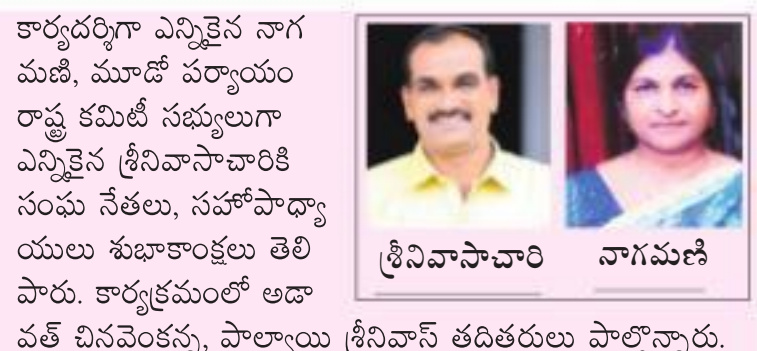 కార్యదర్శిగా ఎన్నికైన నాగ
మణి, మూడో పర్యాయం
రాష్ట్ర కమిటీ సభ్యులుగా
ఎన్నికైన శ్రీనివాసాచారికి
సంఘ నేతలు, సహోపాధ్యా
యులు శుభాకాంక్షలు తెలి
పారు. కార్యక్రమంలో అడా
వత్ చినవెంకన్న, పాల్వాయి శ్రీనివాస్ తదితరులు పాల్గొన్నారు.
శ్రీనివాసాచారి
నాగమణి